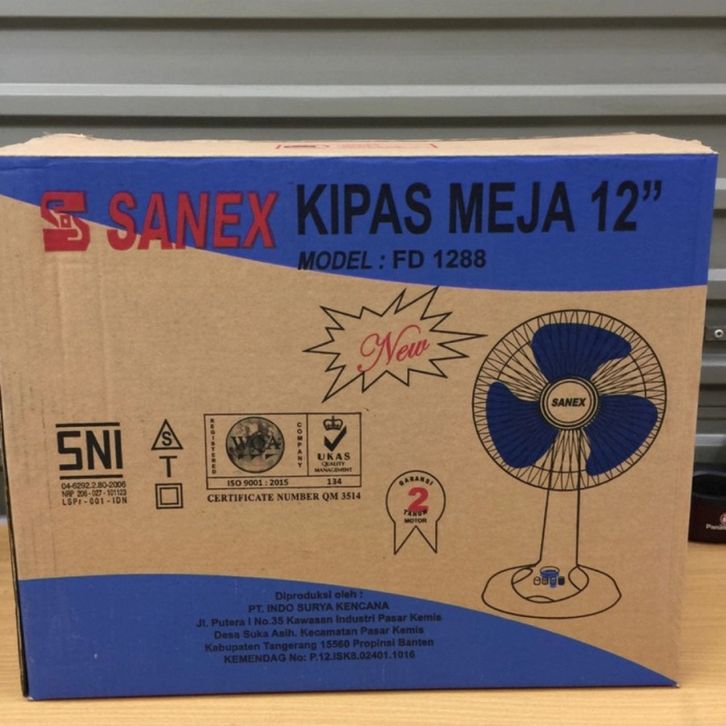 SANEX KIPAS MEJA 12”
MODEL : FD 1288
New
SANEX
SNI
04-6292.2.80-2006
NRP 206-027-101123
LSPr-001-IDN
S
T
REGISTERED
WQA
COMPANY
UKAS
QUALITY
MANAGEMENT
ISO 9001 : 2015
134
CERTIFICATE NUMBER QM 3514
GARANSI
2
TAHUN
MOTOR
Diproduksi oleh :
PT. INDO SURYA KENCANA
Jl. Putera I No.35 Kawasan Industri Pasar Kemis
Desa Suka Asih. Kecamatan Pasar Kemis
Kabupaten Tangerang 15560 Propinsi Banten
KEMENDAG No: P.12.ISK8.02401.1016